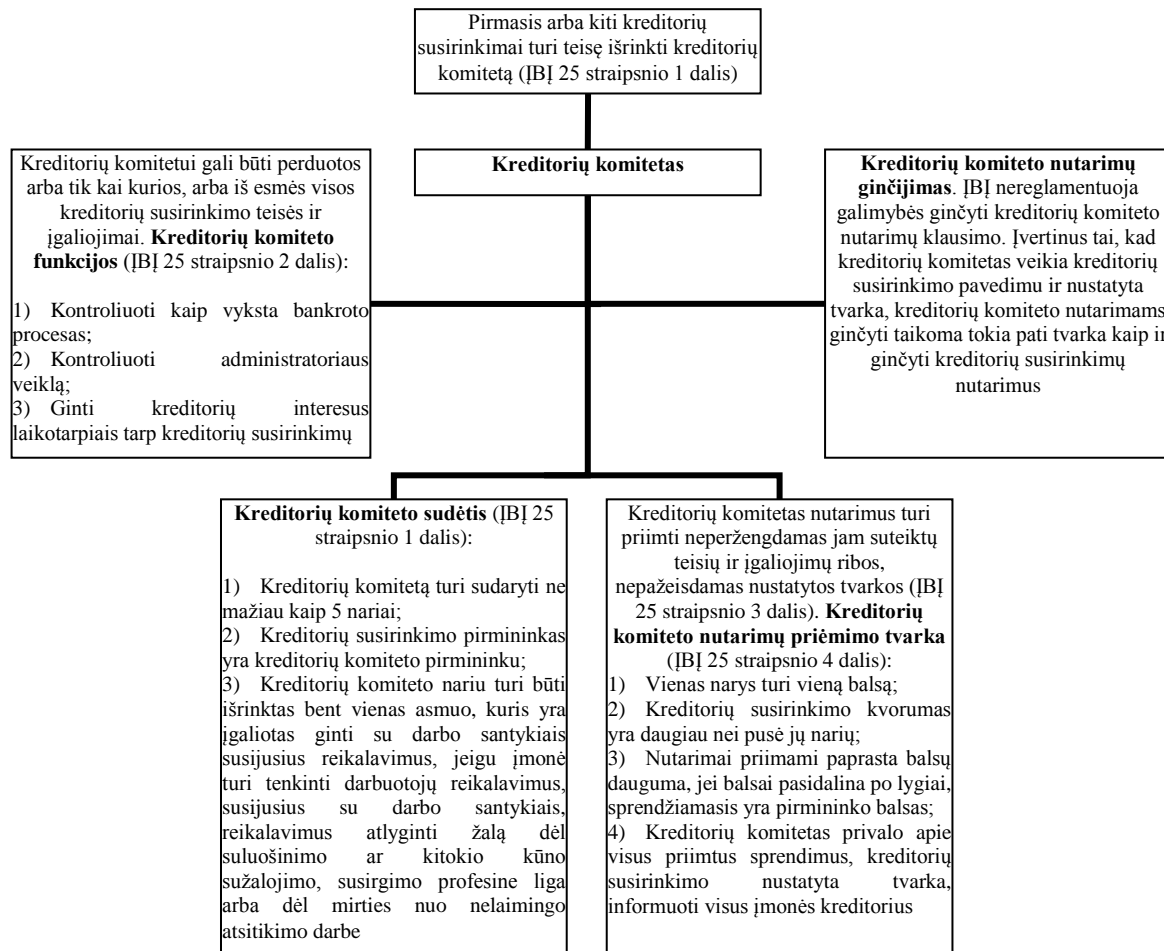 Pirmasis arba kiti kreditorių
susirinkimai turi teisę išrinkti kreditorių
komitetą (ĮBĮ 25 straipsnio 1 dalis)
Kreditorių komitetui gali būti perduotos
arba tik kai kurios, arba iš esmės visos
kreditorių susirinkimo teisės ir
įgaliojimai. Kreditorių komiteto
funkcijos (ĮBĮ 25 straipsnio 2 dalis):
1) Kontroliuoti kaip vyksta bankroto
procesas;
2) Kontroliuoti administratoriaus
veiklą;
3) Ginti kreditorių interesus
laikotarpiais tarp kreditorių susirinkimų
Kreditorių komitetas
Kreditorių komiteto nutarimų
ginčijimas. ĮBĮ nereglamentuoja
galimybės ginčyti kreditorių komiteto
nutarimų klausimo. Įvertinus tai, kad
kreditorių komitetas veikia kreditorių
susirinkimo pavedimu ir nustatyta
tvarka, kreditorių komiteto nutarimams
ginčyti taikoma tokia pati tvarka kaip ir
ginčyti kreditorių susirinkimų
nutarimus
Kreditorių komiteto sudėtis (ĮBĮ 25
straipsnio 1 dalis):
1) Kreditorių komitetą turi sudaryti ne
mažiau kaip 5 nariai;
2) Kreditorių susirinkimo pirmininkas
yra kreditorių komiteto pirmininku;
3) Kreditorių komiteto nariu turi būti
išrinktas bent vienas asmuo, kuris yra
įgaliotas ginti su darbo santykiais
susijusius reikalavimus, jeigu įmonė
turi tenkinti darbuotojų reikalavimus,
susijusius su darbo santykiais,
reikalavimus atlyginti žalą dėl
suluošinimo ar kitokio kūno
sužalojimo, susirgimo profesine liga
arba dėl mirties nuo nelaimingo
atsitikimo darbe
Kreditorių komitetas nutarimus turi
priimti neperžengdamas jam suteiktų
teisių ir įgaliojimų ribos,
nepažeisdamas nustatytos tvarkos (ĮBĮ
25 straipsnio 3 dalis). Kreditorių
komiteto nutarimų priėmimo tvarka
(ĮBĮ 25 straipsnio 4 dalis):
1) Vienas narys turi vieną balsą;
2) Kreditorių susirinkimo kvorumas
yra daugiau nei pusė jų narių;
3) Nutarimai priimami paprasta balsų
dauguma, jei balsai pasidalina po lygiai,
sprendžiamasis yra pirmininko balsas;
4) Kreditorių komitetas privalo apie
visus priimtus sprendimus, kreditorių
susirinkimo nustatyta tvarka,
informuoti visus įmonės kreditorius